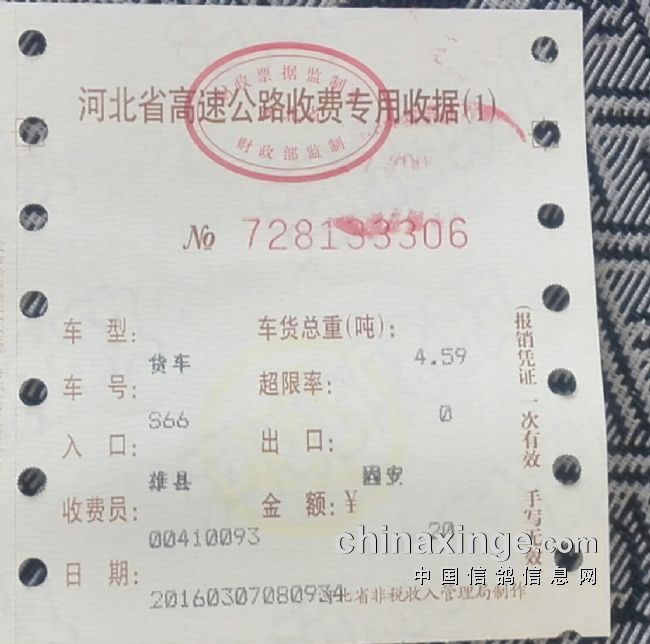 河北省高速公路收费专用收据(1)
财政票据监制
财政部监制
№ 728133306
车 型: 货车
车货总重(吨): 4.59
车 号: S66
超限率: 0
入 口: 雄县
出 口: 固安
收费员: 00410093
金 额:¥ 20
日 期: 20160307080934
河北省非税收入管理局制作
(报销凭证 一次有效 手写无效
chinaxinge.com
中国信鸽信息网